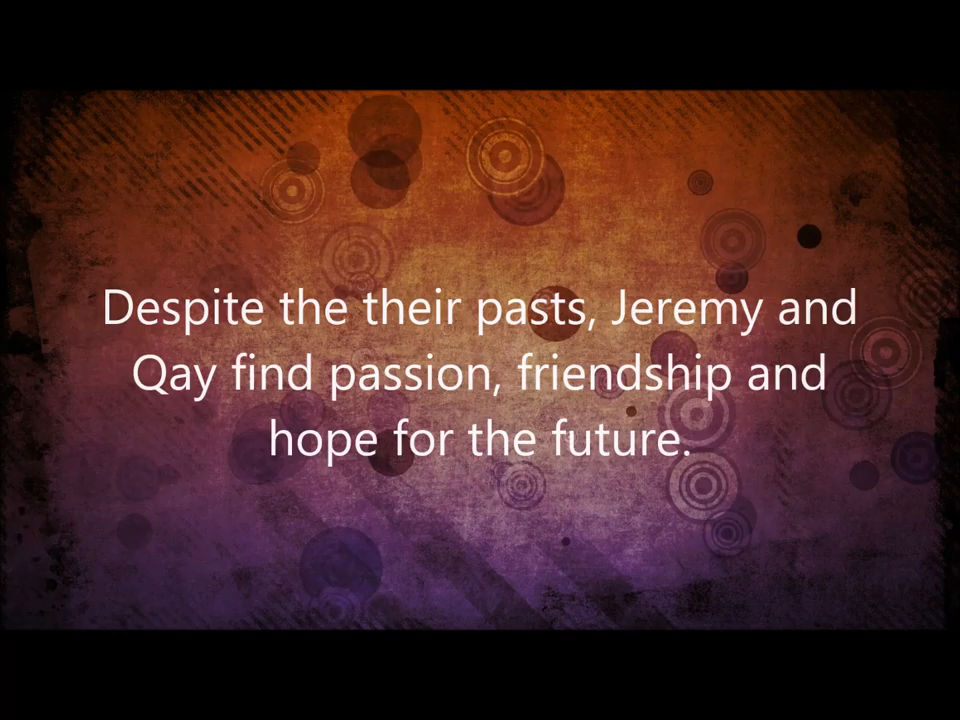 Despite the their pasts, Jeremy and
Qay find passion, friendship and
hope for the future.